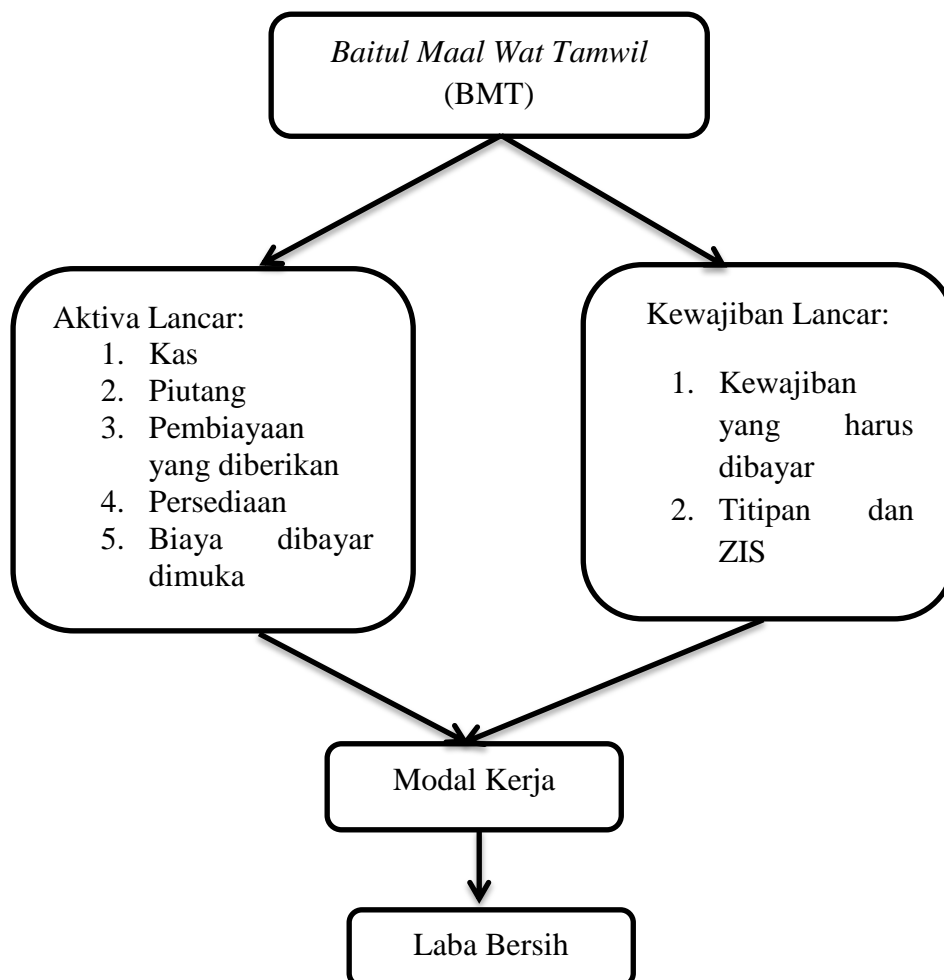 Baitul Maal Wat Tamwil
(BMT)
Aktiva Lancar:
1. Kas
2. Piutang
3. Pembiayaan
yang diberikan
4. Persediaan
5. Biaya dibayar
dimuka
Kewajiban Lancar:
1. Kewajiban
yang harus
dibayar
2. Titipan dan
ZIS
Modal Kerja
Laba Bersih